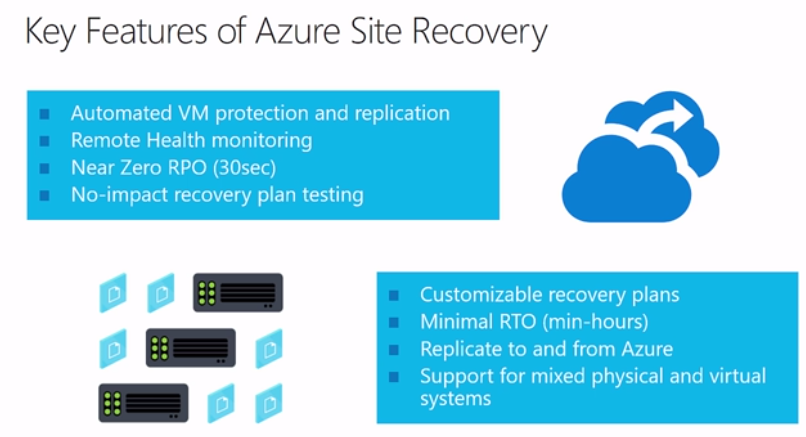 Key Features of Azure Site Recovery
Automated VM protection and replication
Remote Health monitoring
Near Zero RPO (30sec)
No-impact recovery plan testing
Customizable recovery plans
Minimal RTO (min-hours)
Replicate to and from Azure
Support for mixed physical and virtual
systems